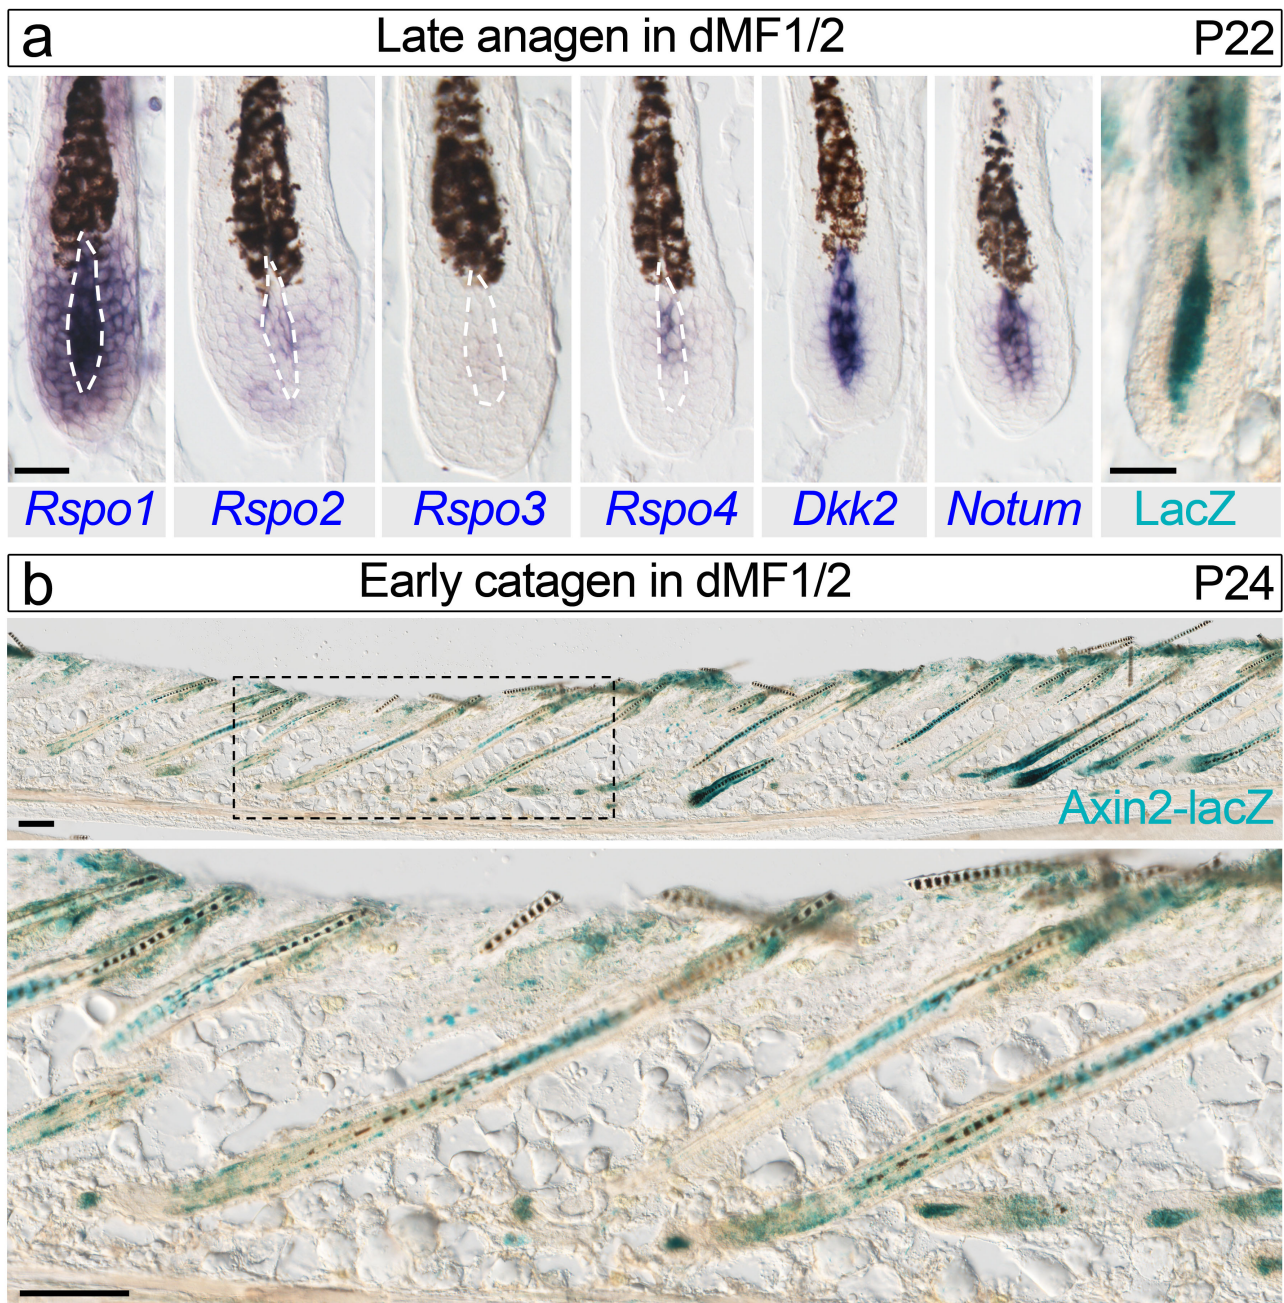 a Late anagen in dMF1/2 P22
Rspo1 Rspo2 Rspo3 Rspo4 Dkk2 Notum LacZ
b Early catagen in dMF1/2 P24
Axin2-lacZ